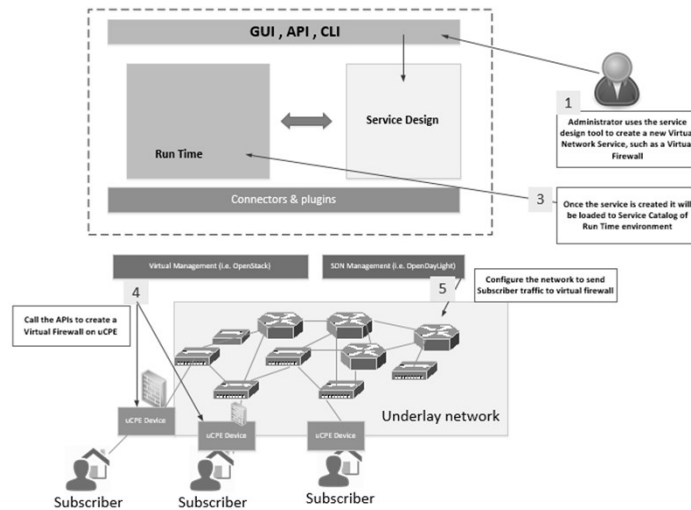 GUI , API , CLI
Run Time
Service Design
Connectors & plugins
1
Administrator uses the service
design tool to create a new Virtual
Network Service, such as a Virtual
Firewall
3
Once the service is created it will
be loaded to Service Catalog of
Run Time environment
Virtual Management (i.e. OpenStack)
SDN Management (i.e. OpenDayLight)
4
Call the APIs to create a
Virtual Firewall on uCPE
5
Configure the network to send
Subscriber traffic to virtual firewall
Underlay network
uCPE Device
uCPE Device
uCPE Device
Subscriber
Subscriber
Subscriber